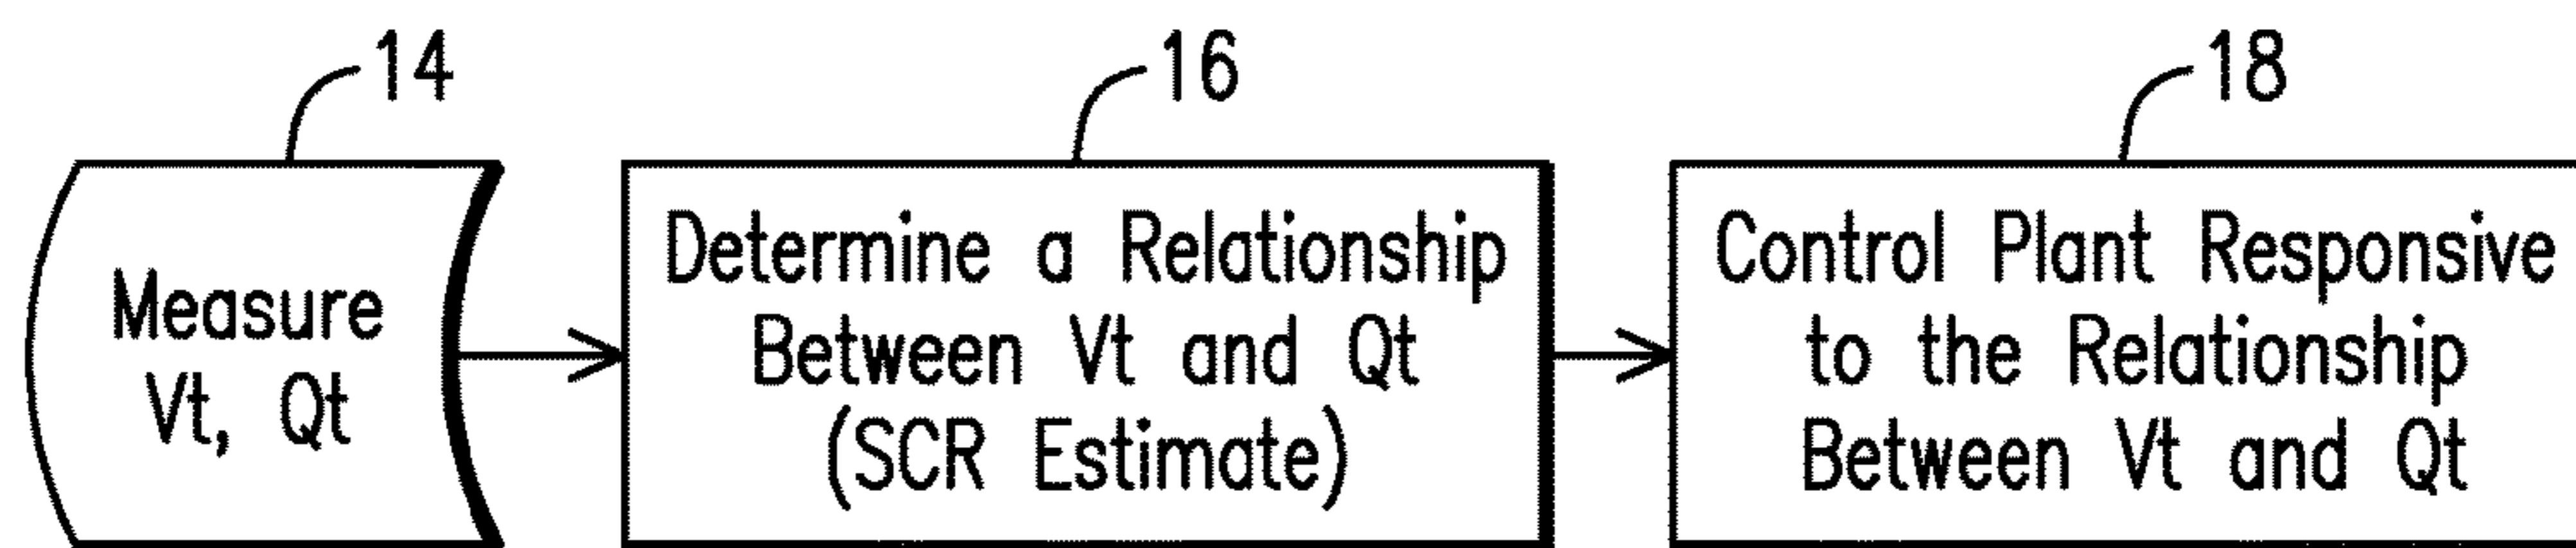 14
Measure
Vt, Qt
16
Determine a Relationship
Between Vt and Qt
(SCR Estimate)
18
Control Plant Responsive
to the Relationship
Between Vt and Qt